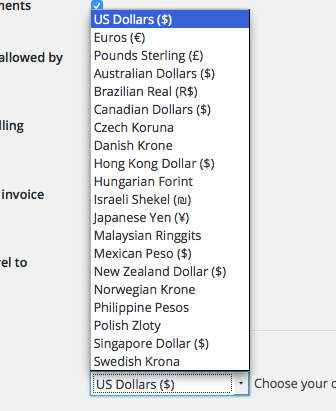 ments
US Dollars ($)
Euros (€)
Pounds Sterling (£)
allowed by
Australian Dollars ($)
Brazilian Real (R$)
Canadian Dollars ($)
lling
Czech Koruna
Danish Krone
Hong Kong Dollar ($)
Hungarian Forint
invoice
Israeli Shekel (₪)
Japanese Yen (¥)
Malaysian Ringgits
Mexican Peso ($)
el to
New Zealand Dollar ($)
Norwegian Krone
Philippine Pesos
Polish Zloty
Singapore Dollar ($)
Swedish Krona
US Dollars ($)
Choose your c